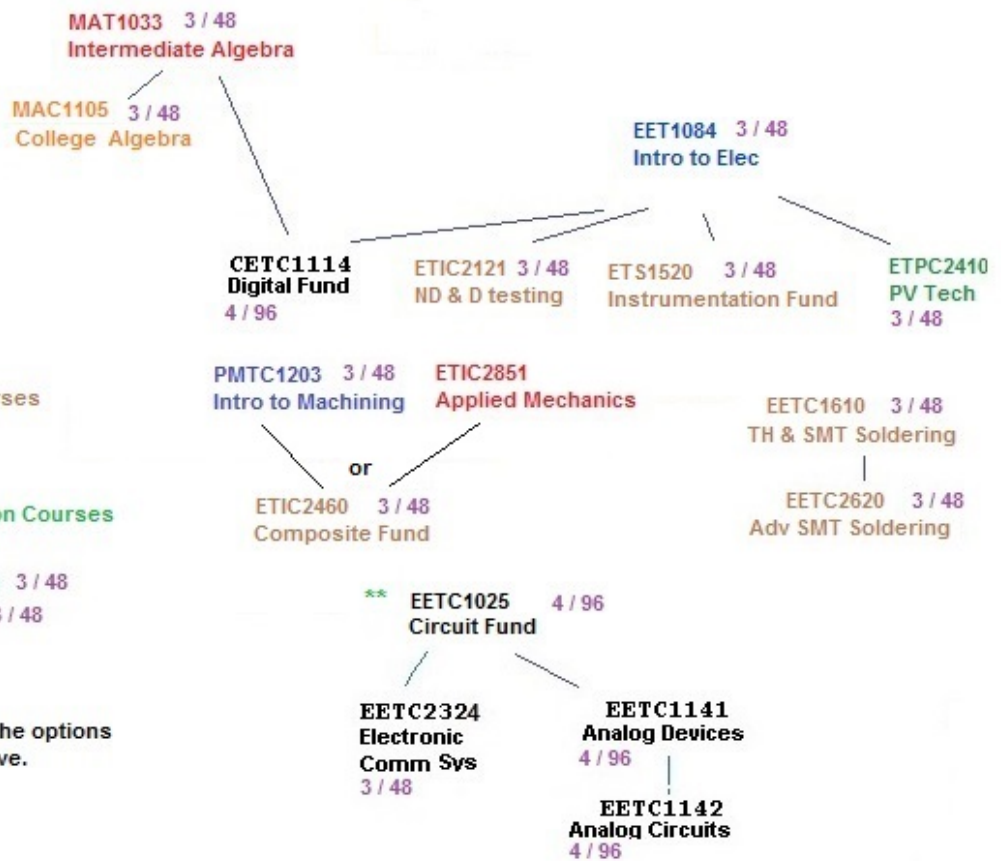 MAT1033 3 / 48
Intermediate Algebra
MAC1105 3 / 48
College Algebra
EET1084 3 / 48
Intro to Elec
CETC1114
Digital Fund
4 / 96
ETIC2121 3 / 48
ND & D testing
ETS1520 3 / 48
Instrumentation Fund
ETPC2410
PV Tech
3 / 48
PMTC1203 3 / 48
Intro to Machining
ETIC2851
Applied Mechanics
rses
EETC1610 3 / 48
TH & SMT Soldering
or
ETIC2460 3 / 48
Composite Fund
EETC2620 3 / 48
Adv SMT Soldering
on Courses
3 / 48
/ 48
** EETC1025 4 / 96
Circuit Fund
EETC2324
Electronic
Comm Sys
3 / 48
EETC1141
Analog Devices
4 / 96
he options
ve.
EETC1142
Analog Circuits
4 / 96